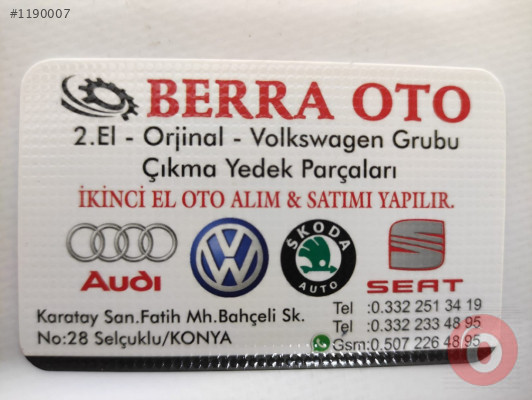 #1190007
BERRA OTO
2.El - Orjinal - Volkswagen Grubu
Çıkma Yedek Parçaları
İKİNCİ EL OTO ALIM & SATIMI YAPILIR.
Audi
VW
ŠKODA
AUTO
SEAT
Karatay San.Fatih Mh.Bahçeli Sk.
No:28 Selçuklu/KONYA
Tel :0.332 251 34 19
Tel :0.332 233 48 95
Gsm:0.507 226 48 95